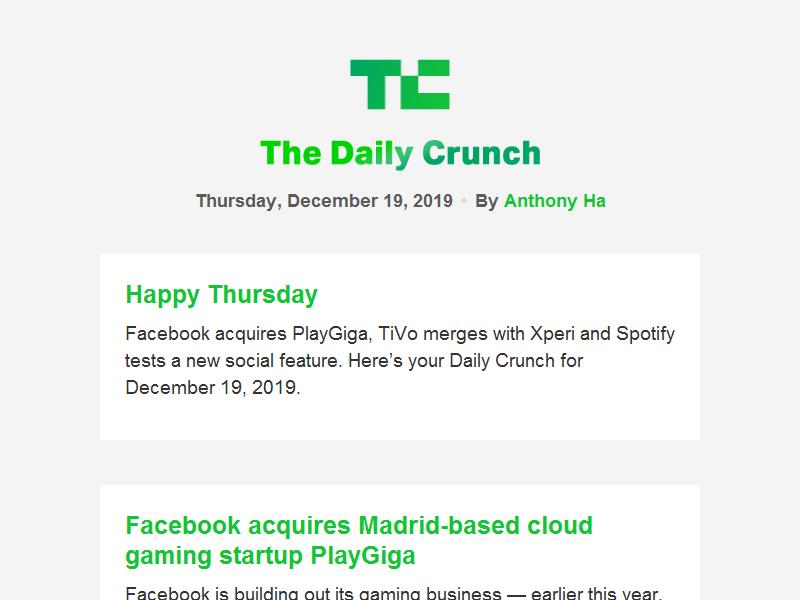 TC
The Daily Crunch
Thursday, December 19, 2019 • By Anthony Ha
Happy Thursday
Facebook acquires PlayGiga, TiVo merges with Xperi and Spotify
tests a new social feature. Here’s your Daily Crunch for
December 19, 2019.
Facebook acquires Madrid-based cloud
gaming startup PlayGiga
Facebook is building out its gaming business — earlier this year,